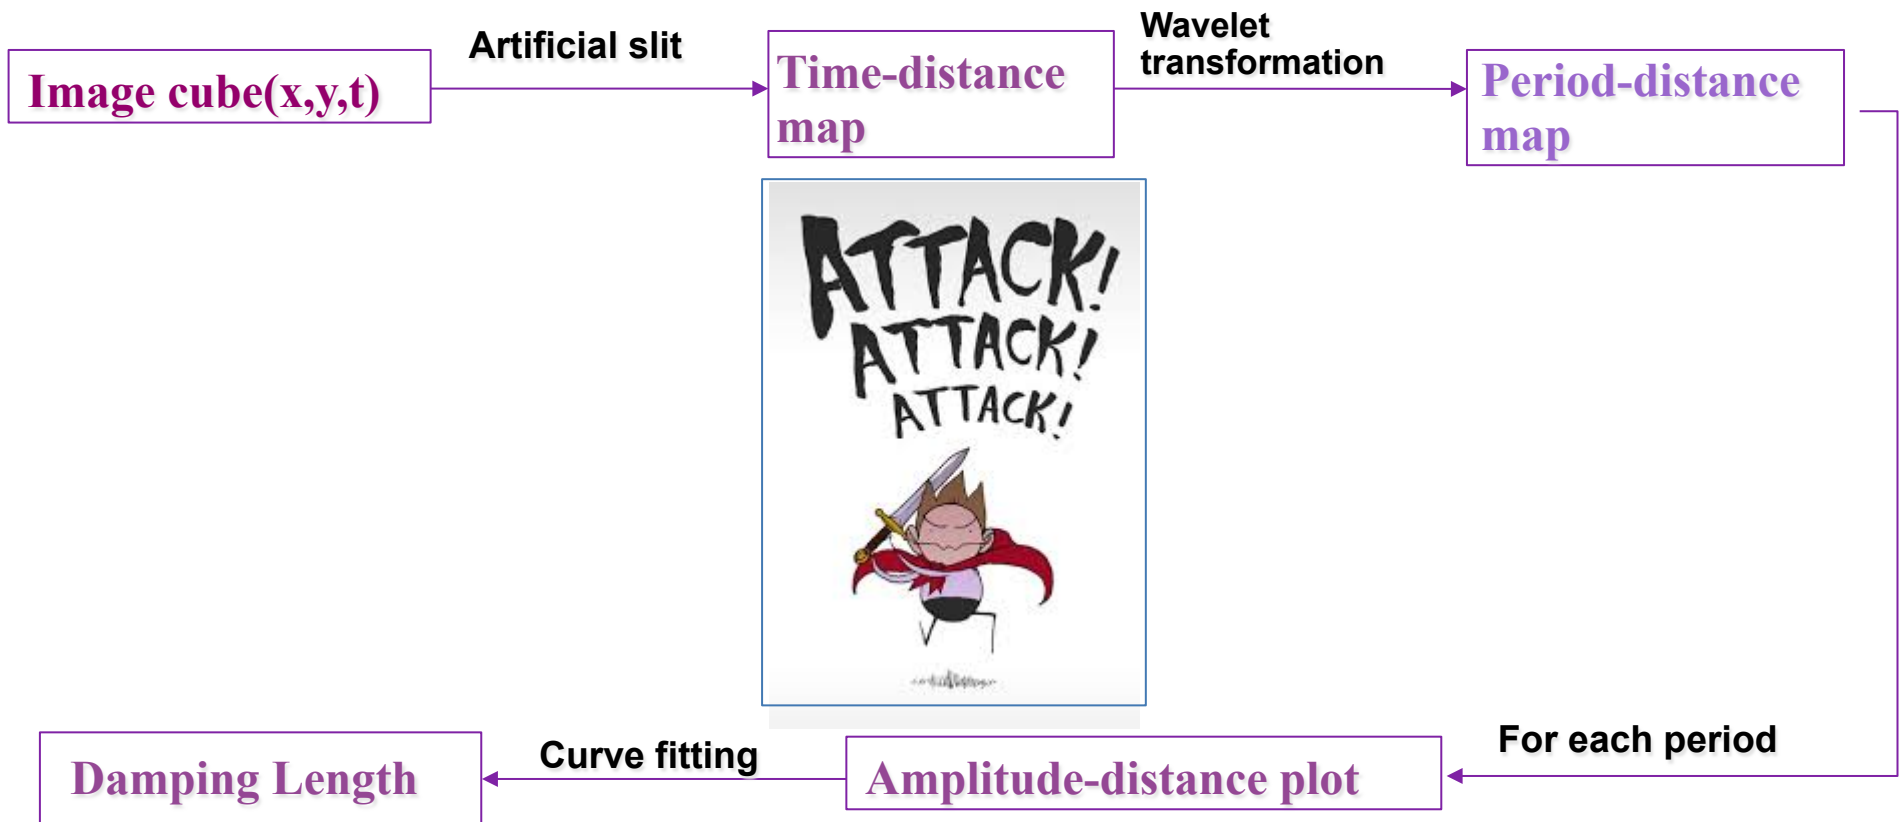 Image cube(x,y,t)
Artificial slit
Time-distance
map
Wavelet
transformation
Period-distance
map
ATTACK!
ATTACK!
ATTACK!
For each period
Amplitude-distance plot
Curve fitting
Damping Length